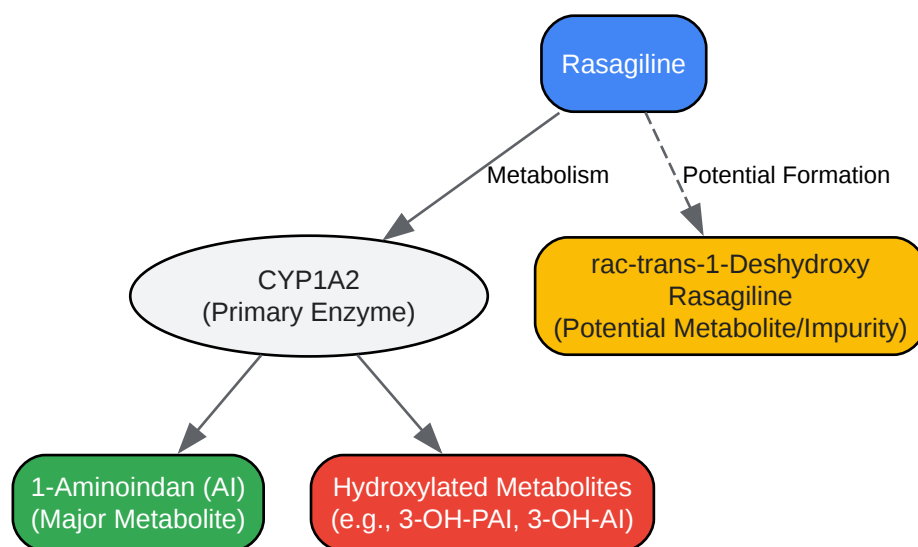 Rasagiline
Metabolism
Potential Formation
CYP1A2
(Primary Enzyme)
rac-trans-1-Deshydroxy
Rasagiline
(Potential Metabolite/Impurity)
1-Aminoindan (AI)
(Major Metabolite)
Hydroxylated Metabolites
(e.g., 3-OH-PAI, 3-OH-AI)